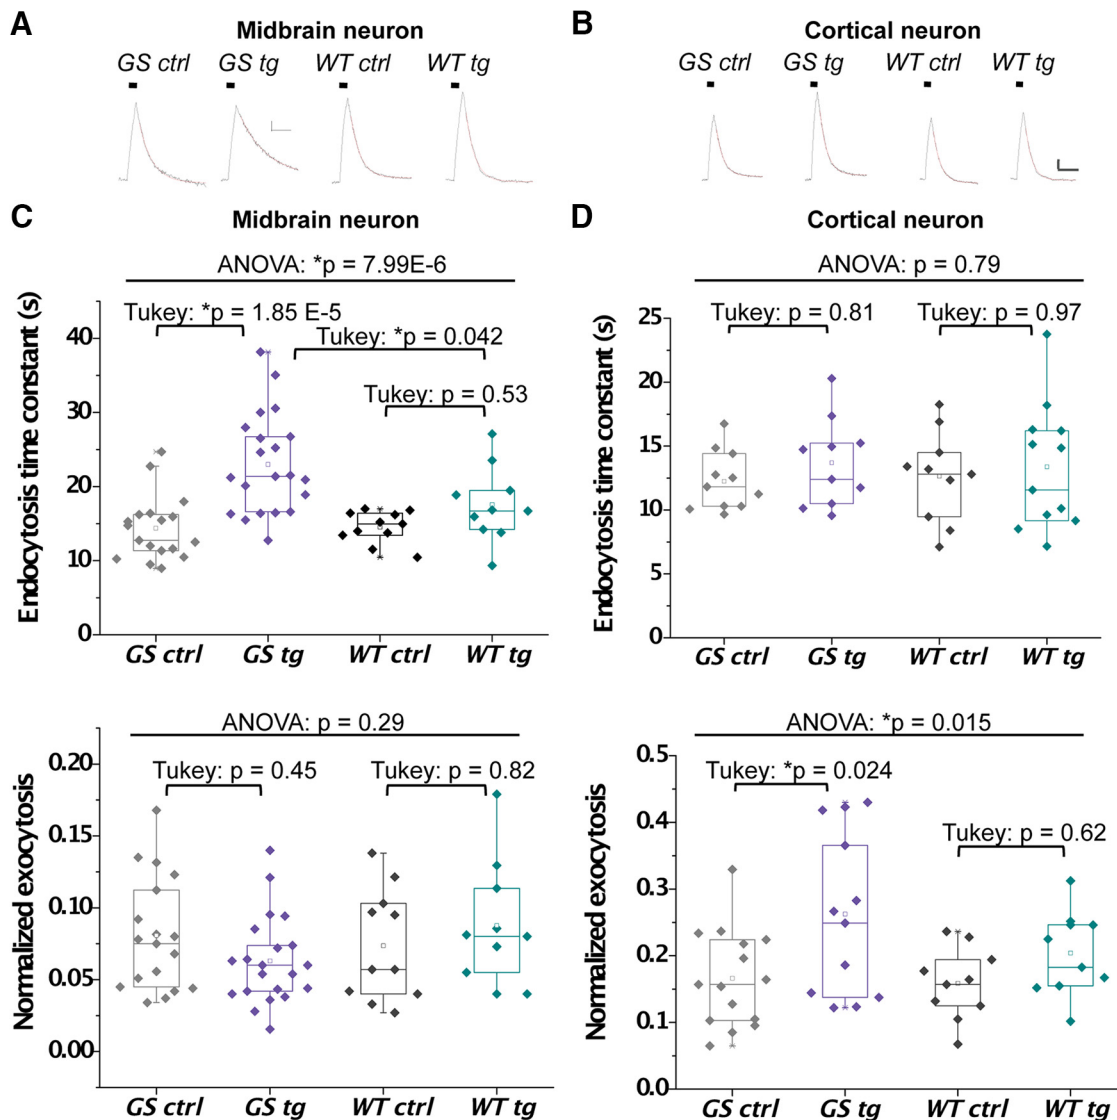 A
Midbrain neuron
GS ctrl GS tg WT ctrl WT tg
B
Cortical neuron
GS ctrl GS tg WT ctrl WT tg
C
Midbrain neuron
ANOVA: *p = 7.99E-6
Tukey: *p = 1.85 E-5
Tukey: *p = 0.042
Tukey: p = 0.53
Endocytosis time constant (s)
40
30
20
10
0
GS ctrl GS tg WT ctrl WT tg
D
Cortical neuron
ANOVA: p = 0.79
Tukey: p = 0.81
Tukey: p = 0.97
Endocytosis time constant (s)
25
20
15
10
5
0
GS ctrl GS tg WT ctrl WT tg
ANOVA: p = 0.29
Tukey: p = 0.45
Tukey: p = 0.82
Normalized exocytosis
0.20
0.15
0.10
0.05
0.00
GS ctrl GS tg WT ctrl WT tg
ANOVA: *p = 0.015
Tukey: *p = 0.024
Tukey: p = 0.62
Normalized exocytosis
0.5
0.4
0.3
0.2
0.1
0.0
GS ctrl GS tg WT ctrl WT tg